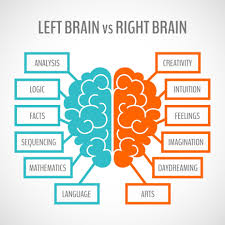 LEFT BRAIN vs RIGHT BRAIN
ANALYSIS
LOGIC
FACTS
SEQUENCING
MATHEMATICS
LANGUAGE
CREATIVITY
INTUITION
FEELINGS
IMAGINATION
DAYDREAMING
ARTS